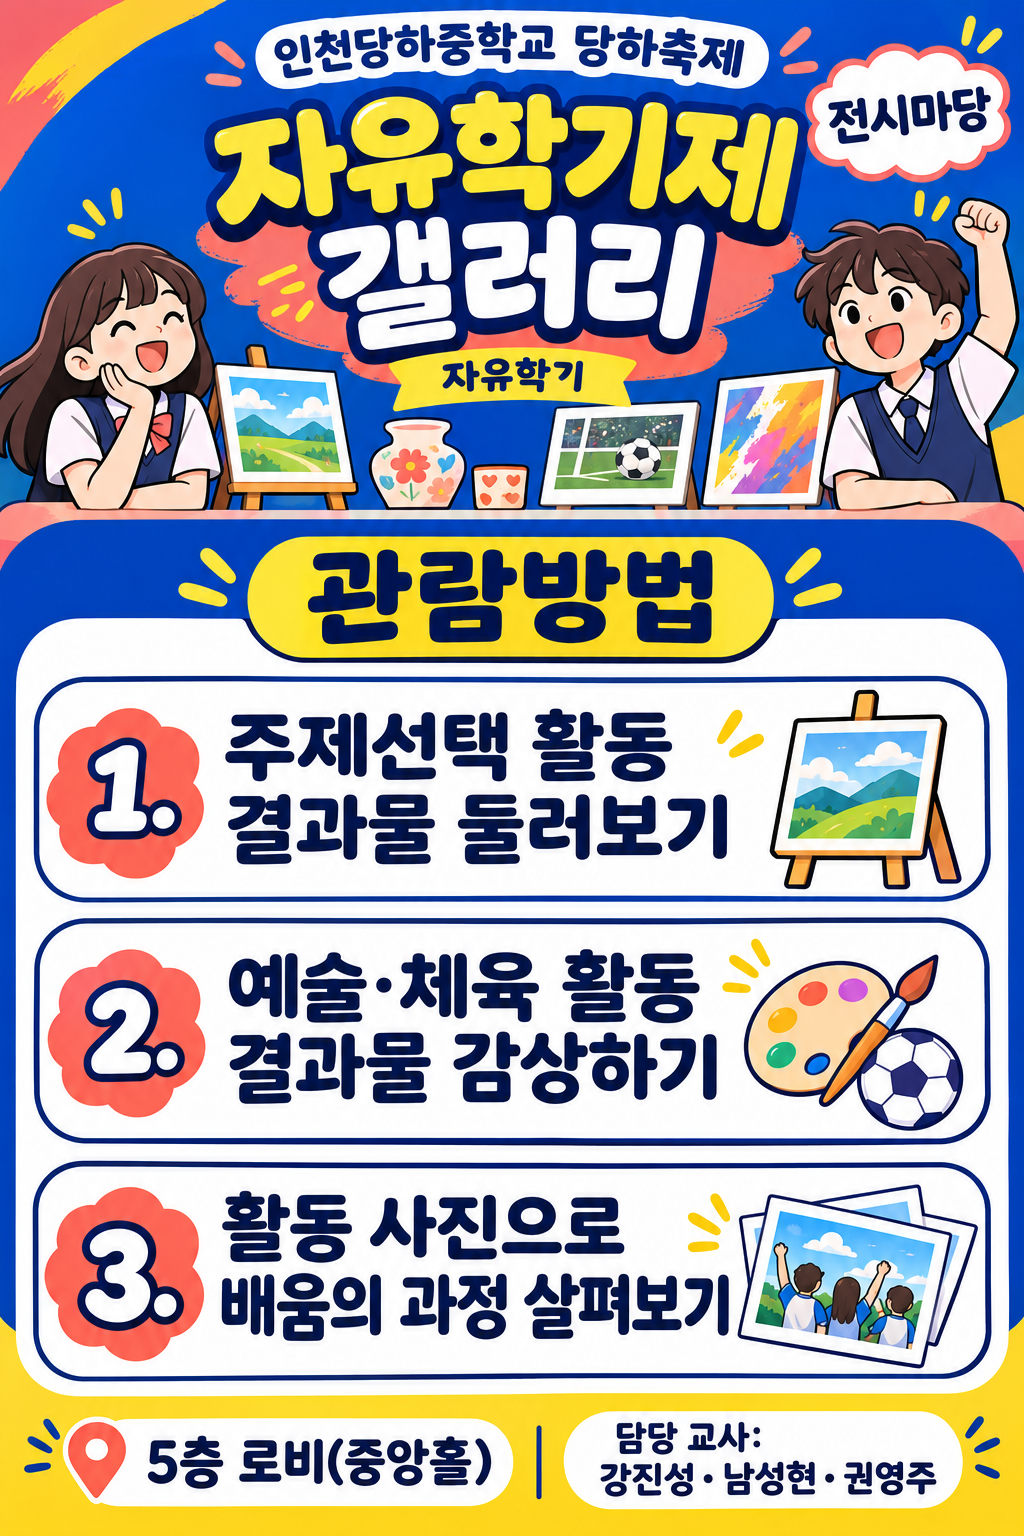 인천당하중학교 당하축제
전시마당
자유학기제
갤러리
자유학기
관람방법
1.
주제선택 활동
결과물 둘러보기
2.
예술·체육 활동
결과물 감상하기
3.
활동 사진으로
배움의 과정 살펴보기
5층 로비(중앙홀)
담당 교사:
강진성·남성현·권영주